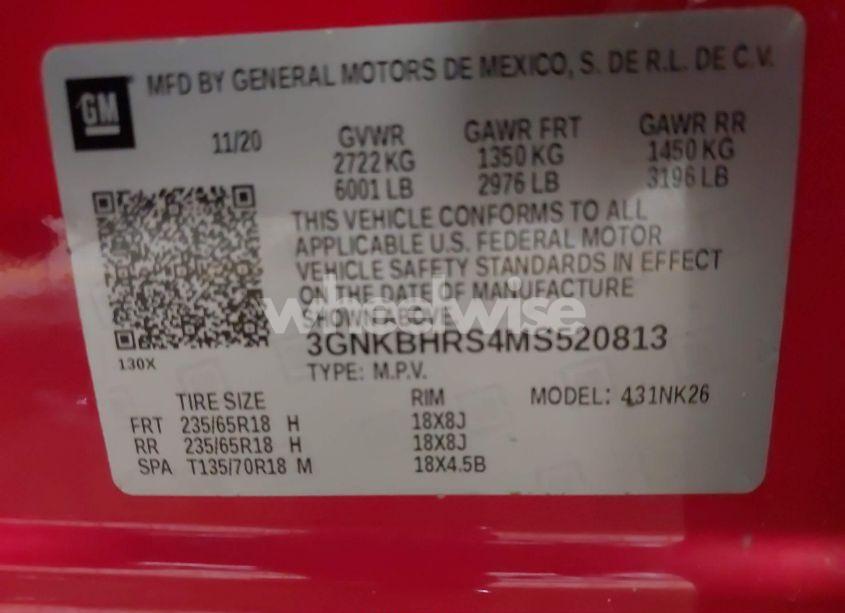 GM
MFD BY GENERAL MOTORS DE MEXICO, S. DE R.L. DE C.V.
11/20 GVWR GAWR FRT GAWR RR
2722 KG 1350 KG 1450 KG
6001 LB 2976 LB 3196 LB
THIS VEHICLE CONFORMS TO ALL
APPLICABLE U.S. FEDERAL MOTOR
VEHICLE SAFETY STANDARDS IN EFFECT
ON THE DATE OF MANUFACTURE
SHOWN ABOVE.
wheelwise
3GNKBHRS4MS520813
130X
TYPE: M.P.V.
TIRE SIZE RIM MODEL: 431NK26
FRT 235/65R18 H 18X8J
RR 235/65R18 H 18X8J
SPA T135/70R18 M 18X4.5B